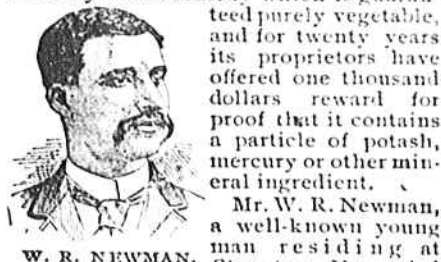 teed purely vegetable,
and for twenty years
its proprietors have
offered one thousand
dollars reward for
proof that it contains
a particle of potash,
mercury or other min-
eral ingredient.
Mr. W. R. Newman,
a well-known young
man residing at
W. R. NEWMAN.